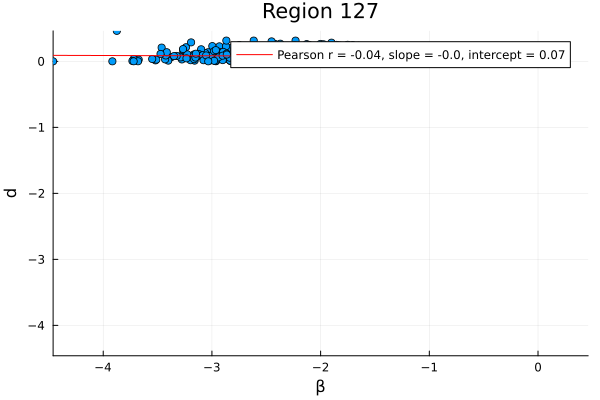 Region 127
Pearson r = -0.04, slope = -0.0, intercept = 0.07
d
0
−1
−2
−3
−4
−4
−3
−2
−1
0
β